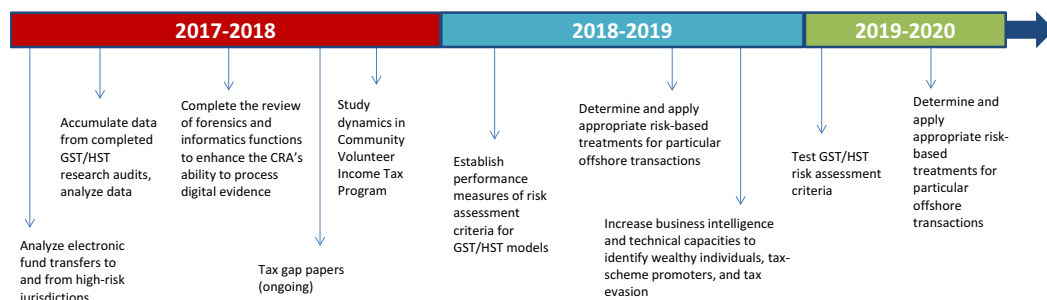 2017-2018
2018-2019
2019-2020
Accumulate data
from completed
GST/HST
research audits,
analyze data
Complete the review
of forensics and
informatics functions
to enhance the CRA’s
ability to process
digital evidence
Study
dynamics in
Community
Volunteer
Income Tax
Program
Determine and apply
appropriate risk-based
treatments for particular
offshore transactions
Determine and
apply
appropriate risk-
based
treatments for
particular
offshore
transactions
Establish
performance
measures of risk
assessment
criteria for
GST/HST models
Test GST/HST
risk assessment
criteria
Analyze electronic
fund transfers to
and from high-risk
jurisdictions
Tax gap papers
(ongoing)
Increase business intelligence
and technical capacities to
identify wealthy individuals, tax-
scheme promoters, and tax
evasion